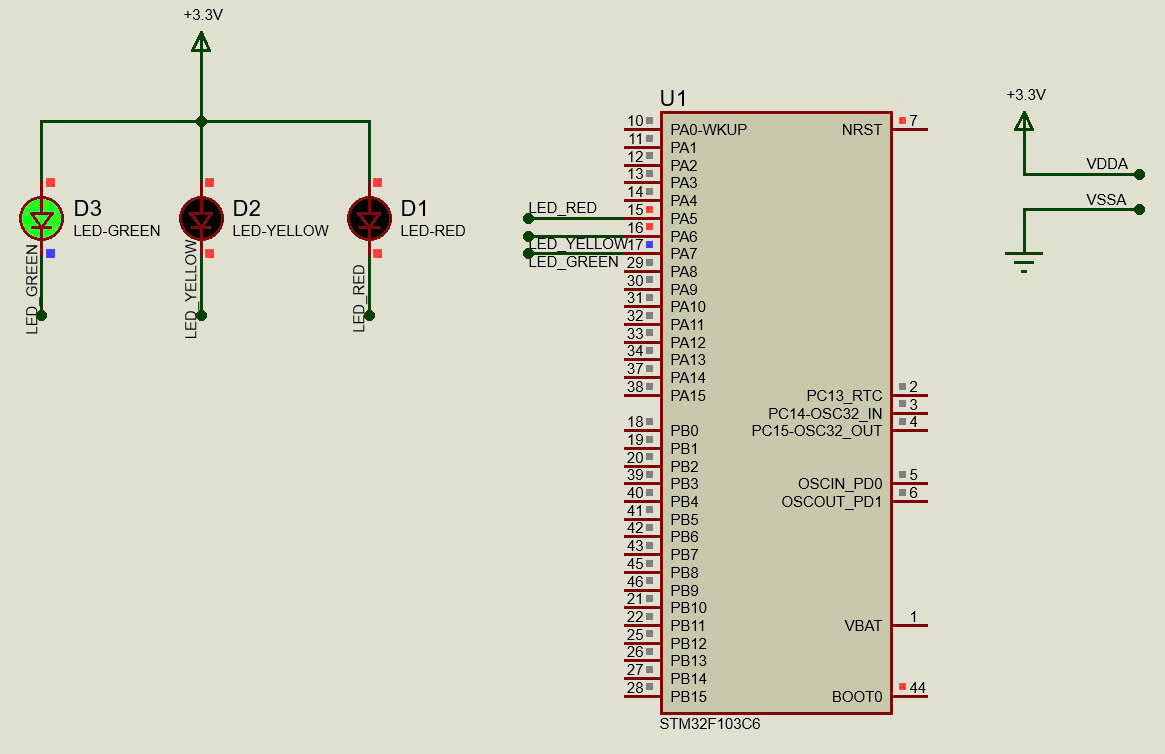 +3.3V
D3
LED-GREEN
D2
LED-YELLOW
D1
LED-RED
LED_GREEN
LED_YELLOW
LED_RED
LED_RED
LED_YELLOW
LED_GREEN
U1
10 PA0-WKUP
11 PA1
12 PA2
13 PA3
14 PA4
15 PA5
16 PA6
17 PA7
29 PA8
30 PA9
31 PA10
32 PA11
33 PA12
34 PA13
37 PA14
38 PA15
18 PB0
19 PB1
20 PB2
39 PB3
40 PB4
41 PB5
42 PB6
43 PB7
45 PB8
46 PB9
21 PB10
22 PB11
25 PB12
26 PB13
27 PB14
28 PB15
NRST 7
PC13_RTC 2
PC14-OSC32_IN 3
PC15-OSC32_OUT 4
OSCIN_PD0 5
OSCOUT_PD1 6
VBAT 1
BOOT0 44
STM32F103C6
+3.3V
VDDA
VSSA